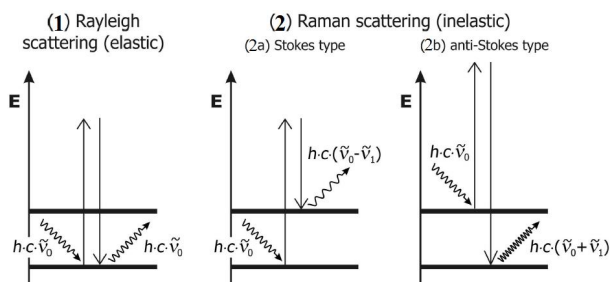 (1) Rayleigh
scattering (elastic)
(2) Raman scattering (inelastic)
(2a) Stokes type
(2b) anti-Stokes type
E
h·c·ṽ₀
h·c·ṽ₀
E
h·c·ṽ₀
h·c·(ṽ₀-ṽ₁)
E
h·c·ṽ₀
h·c·(ṽ₀+ṽ₁)